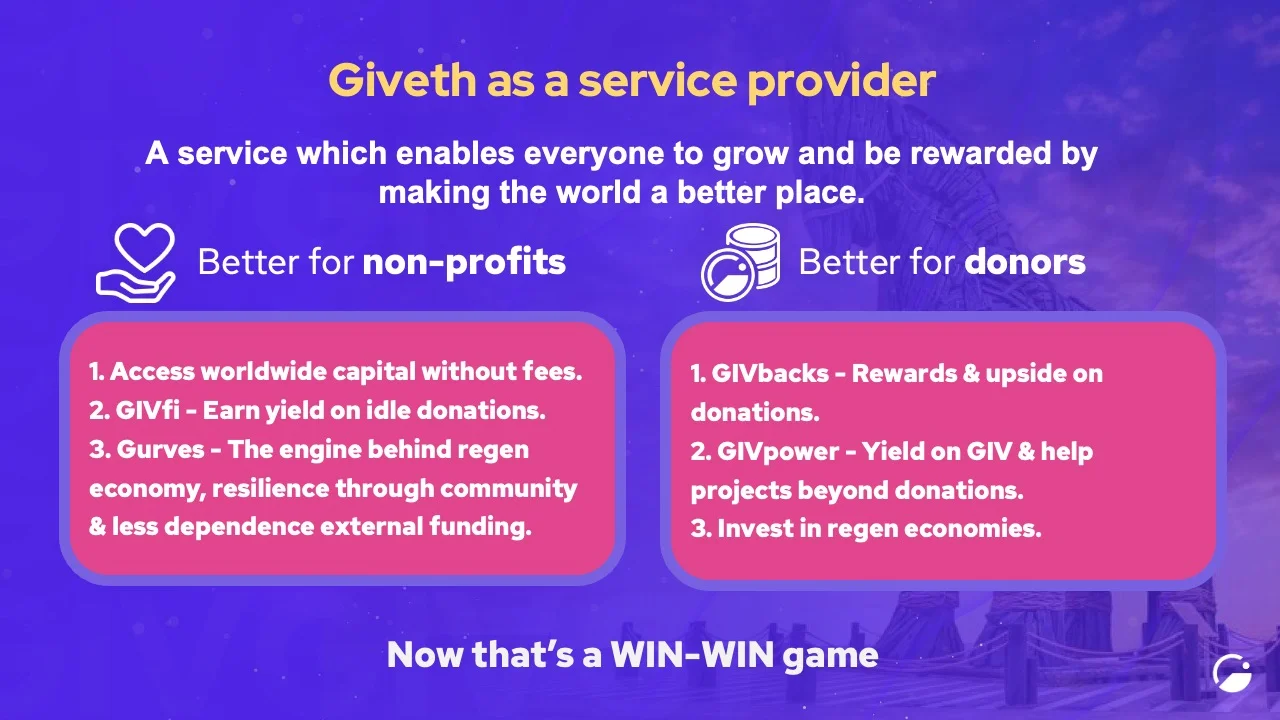 Giveth as a service provider
A service which enables everyone to grow and be rewarded by
making the world a better place.
Better for non-profits
1. Access worldwide capital without fees.
2. GIVfi - Earn yield on idle donations.
3. Gurves - The engine behind regen
economy, resilience through community
& less dependence external funding.
Better for donors
1. GIVbacks - Rewards & upside on
donations.
2. GIVpower - Yield on GIV & help
projects beyond donations.
3. Invest in regen economies.
Now that's a WIN-WIN game